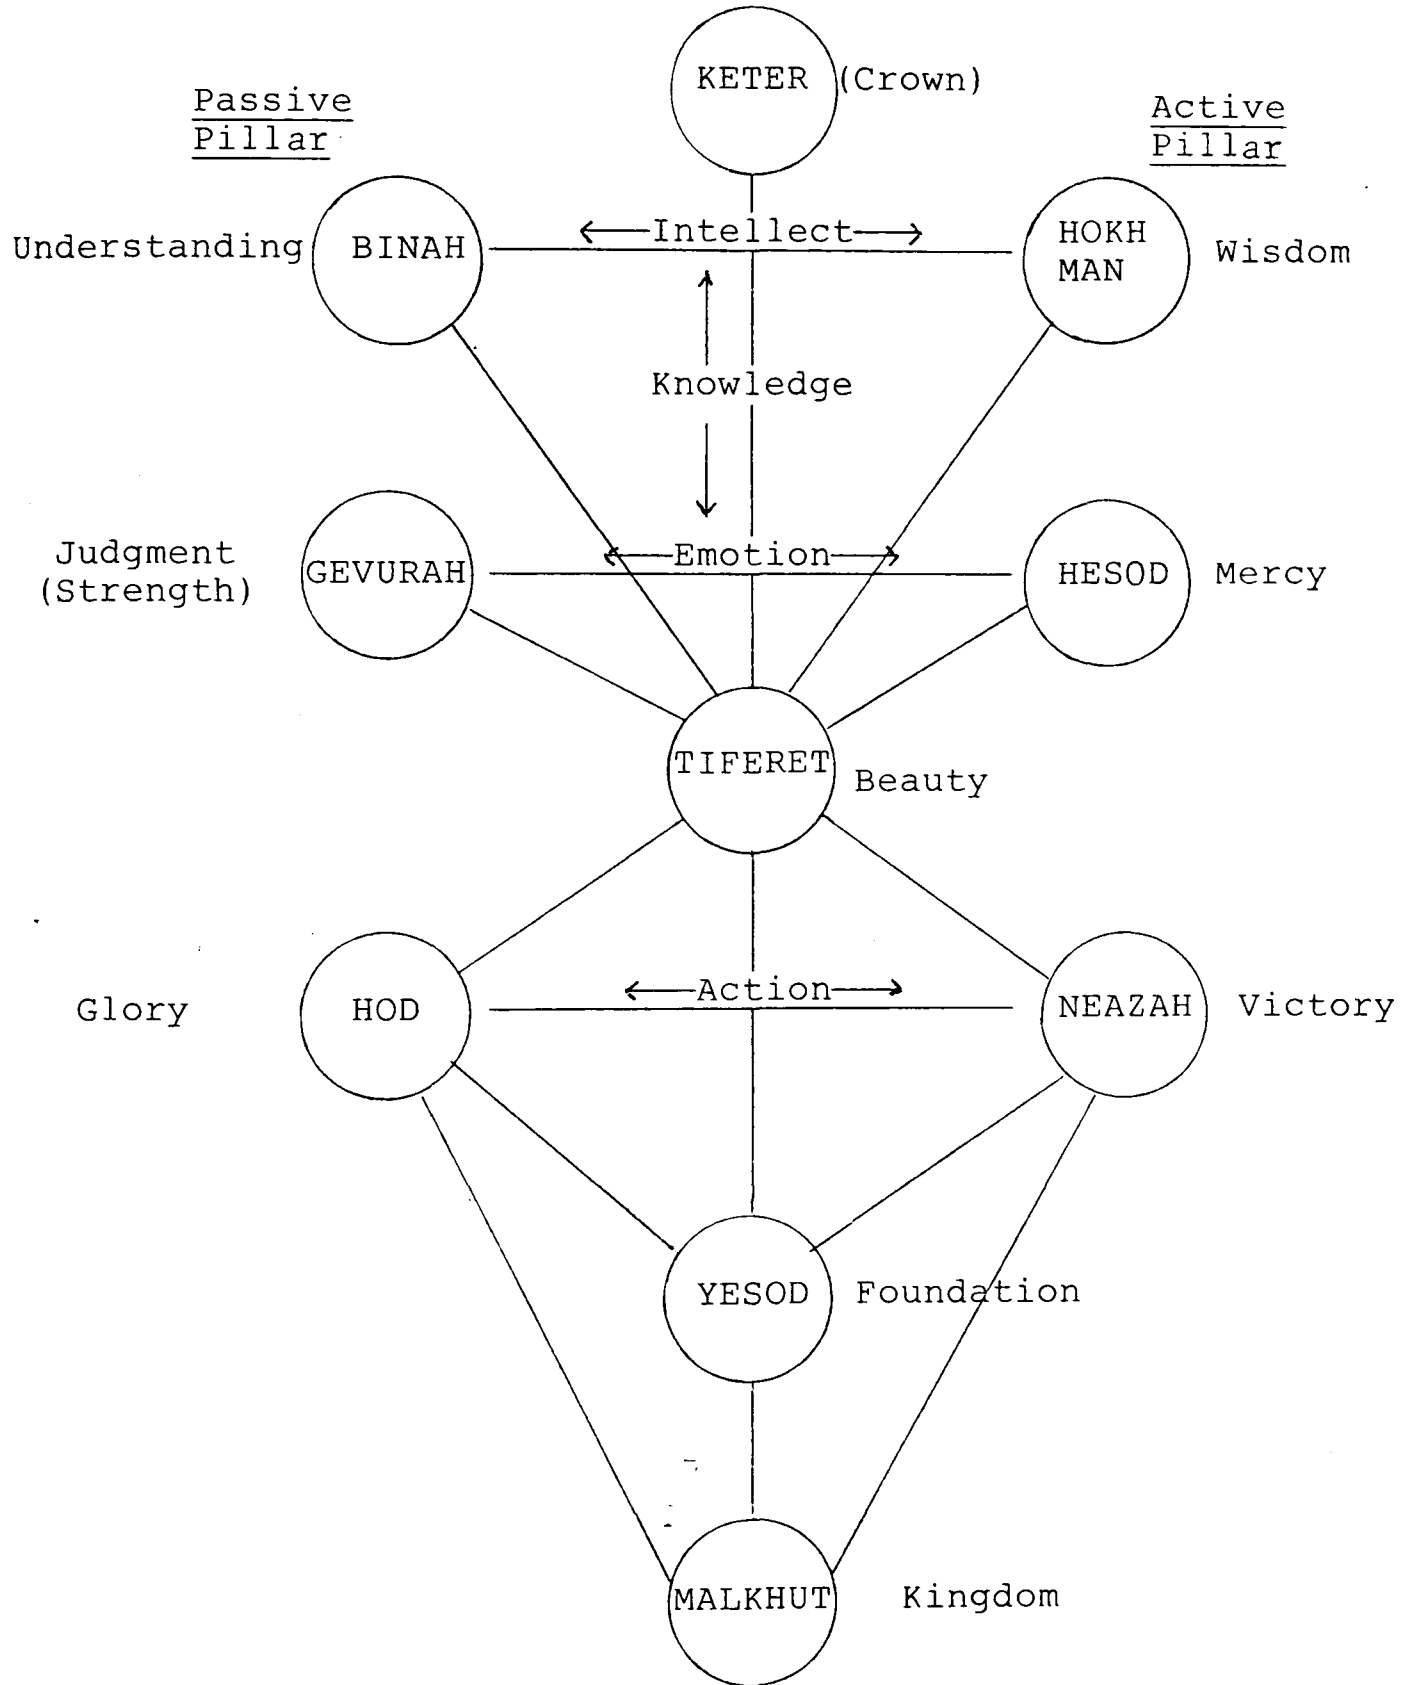 KETER (Crown)
Passive
Pillar
Active
Pillar
Understanding BINAH
←Intellect→
HOKH
MAN
Wisdom
Knowledge
Judgment
(Strength)
GEVURAH
←Emotion→
HESOD Mercy
TIFERET Beauty
Glory HOD
←Action→
NEAZAH Victory
YESOD Foundation
MALKHUT Kingdom